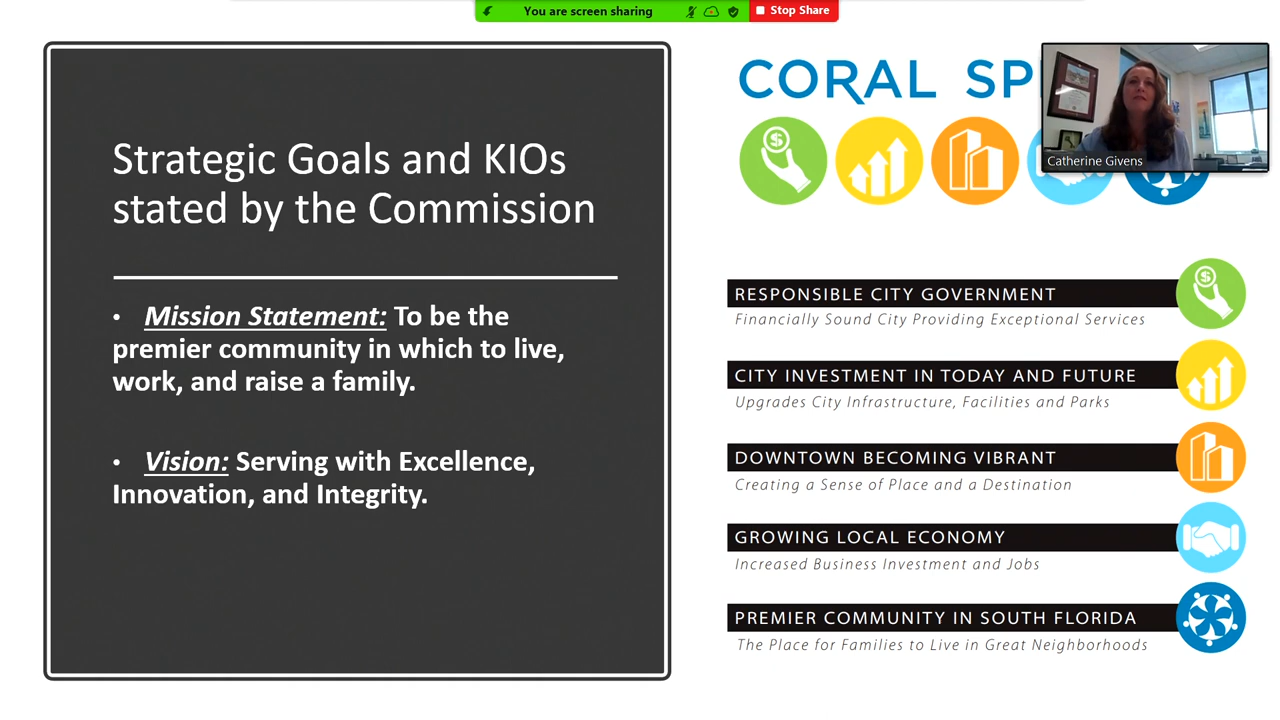 You are screen sharing
Stop Share
Strategic Goals and KIOs
stated by the Commission
• Mission Statement: To be the
premier community in which to live,
work, and raise a family.
• Vision: Serving with Excellence,
Innovation, and Integrity.
CORAL SP
Catherine Givens
$
RESPONSIBLE CITY GOVERNMENT
$
Financially Sound City Providing Exceptional Services
CITY INVESTMENT IN TODAY AND FUTURE
Upgrades City Infrastructure, Facilities and Parks
DOWNTOWN BECOMING VIBRANT
Creating a Sense of Place and a Destination
GROWING LOCAL ECONOMY
Increased Business Investment and Jobs
PREMIER COMMUNITY IN SOUTH FLORIDA
The Place for Families to Live in Great Neighborhoods